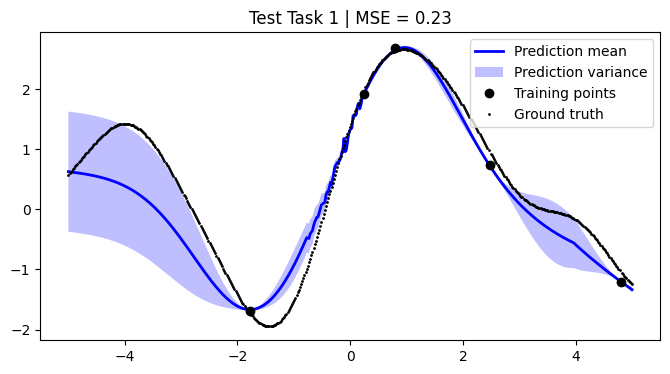 Test Task 1 | MSE = 0.23
Prediction mean
Prediction variance
Training points
Ground truth
2
1
0
−1
−2
−4
−2
0
2
4